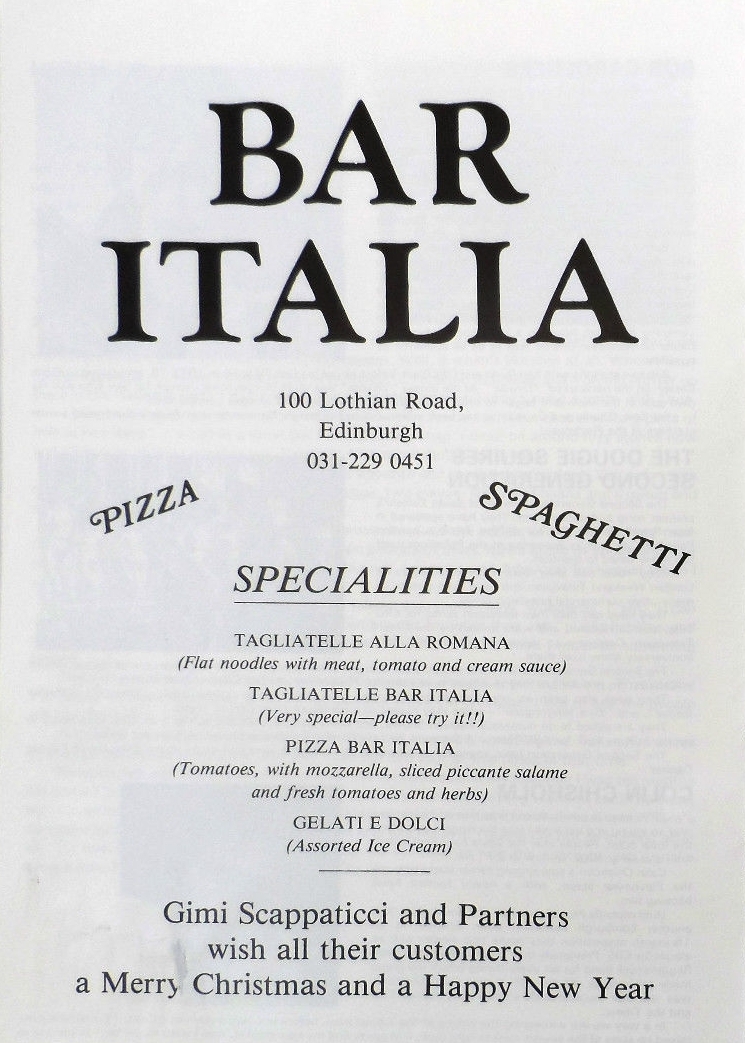 BAR
ITALIA
100 Lothian Road,
Edinburgh
031-229 0451
PIZZA
SPAGHETTI
SPECIALITIES
TAGLIATELLE ALLA ROMANA
(Flat noodles with meat, tomato and cream sauce)
TAGLIATELLE BAR ITALIA
(Very special—please try it!!)
PIZZA BAR ITALIA
(Tomatoes, with mozzarella, sliced piccante salame
and fresh tomatoes and herbs)
GELATI E DOLCI
(Assorted Ice Cream)
Gimi Scappaticci and Partners
wish all their customers
a Merry Christmas and a Happy New Year